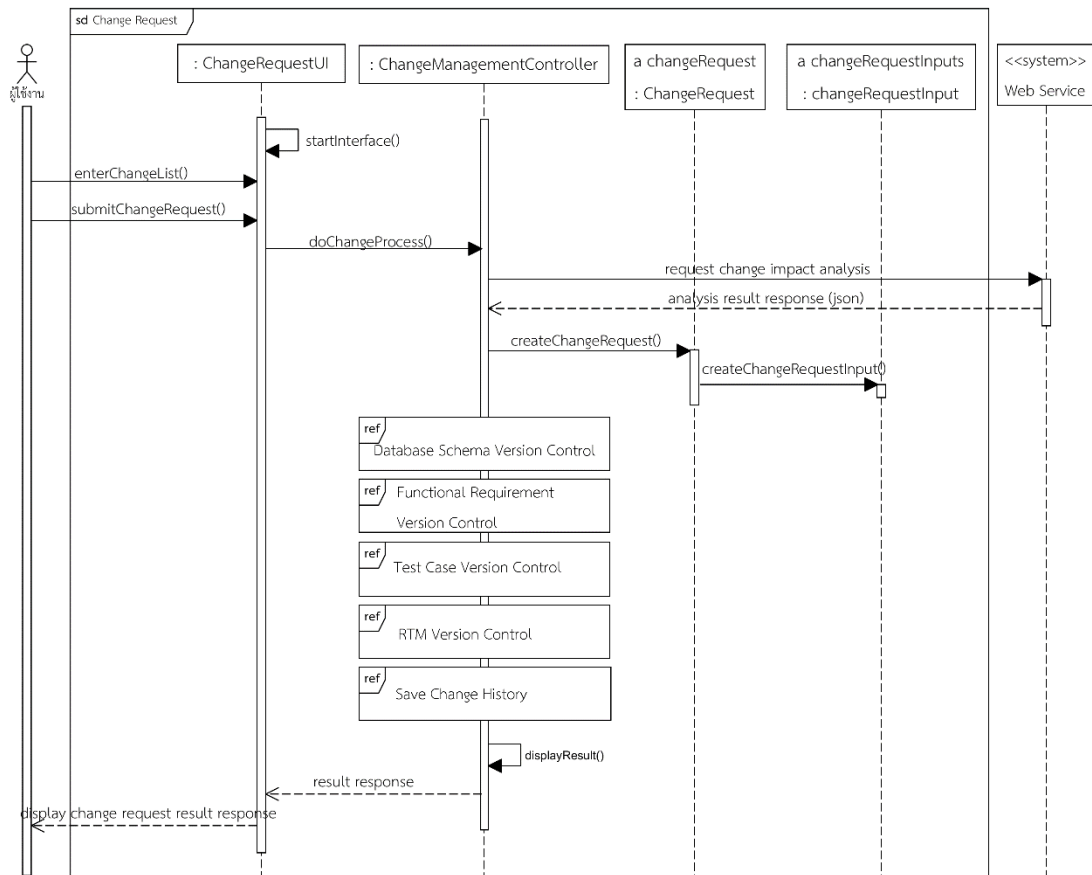 sd Change Request
ผู้ใช้งาน
: ChangeRequestUI
: ChangeManagementController
a changeRequest
: ChangeRequest
a changeRequestInputs
: changeRequestInput
<<system>>
Web Service
startInterface()
enterChangeList()
submitChangeRequest()
doChangeProcess()
request change impact analysis
analysis result response (json)
createChangeRequest()
createChangeRequestInput()
ref
Database Schema Version Control
ref
Functional Requirement
Version Control
ref
Test Case Version Control
ref
RTM Version Control
ref
Save Change History
displayResult()
result response
display change request result response